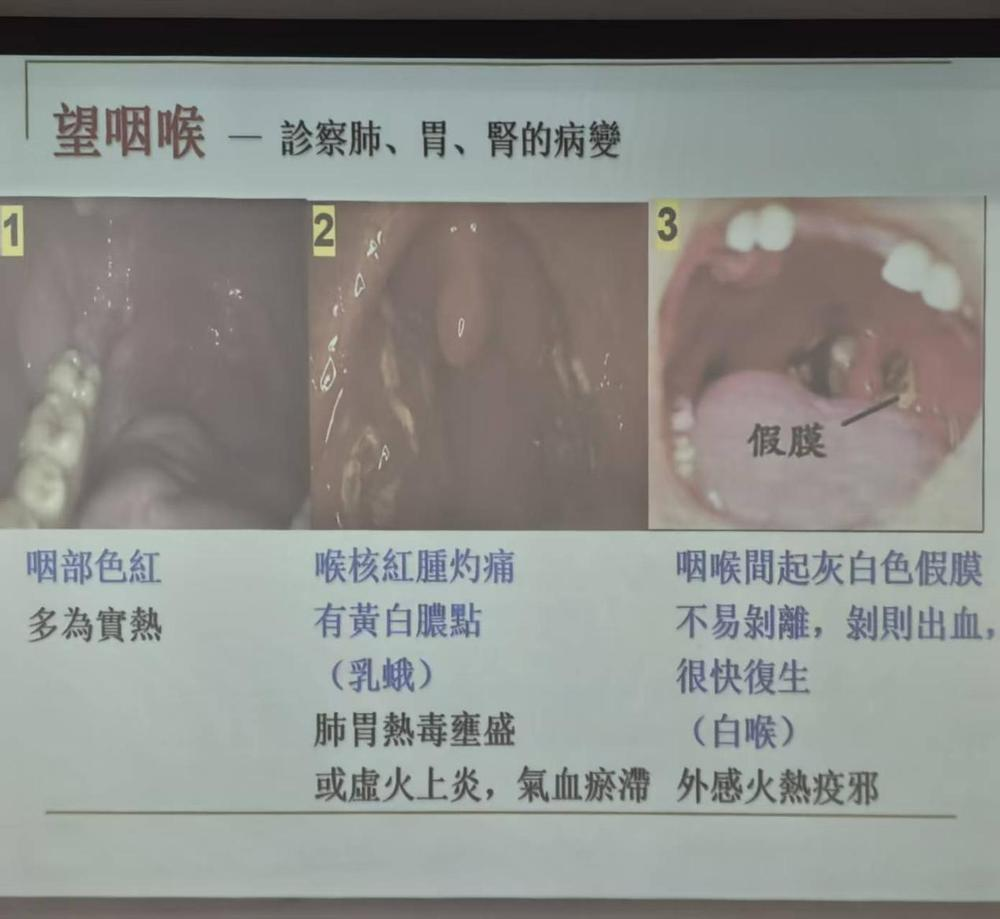 望咽喉 — 診察肺、胃、腎的病變
1
2
3
假膜
咽部色紅
多為實熱
喉核紅腫灼痛
有黃白膿點
（乳蛾）
肺胃熱毒壅盛
或虛火上炎，氣血瘀滯
咽喉間起灰白色假膜
不易剝離，剝則出血，
很快復生
（白喉）
外感火熱疫邪